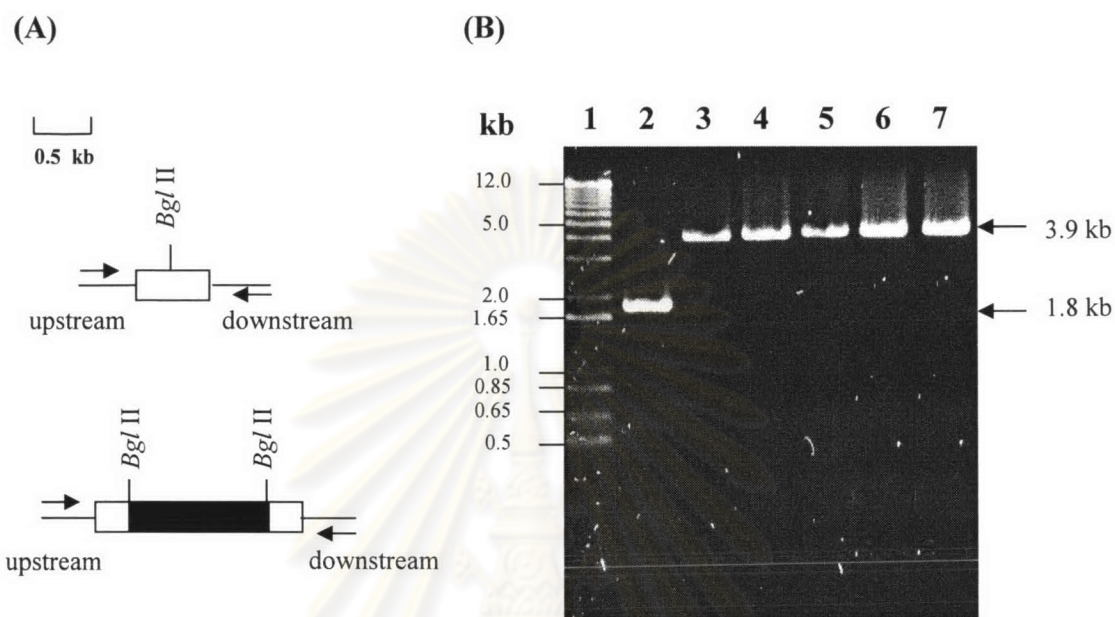 (A)
0.5 kb
Bgl II
upstream downstream
Bgl II Bgl II
upstream downstream
(B)
kb 1 2 3 4 5 6 7
12.0
5.0
2.0
1.65
1.0
0.85
0.65
0.5
3.9 kb
1.8 kb